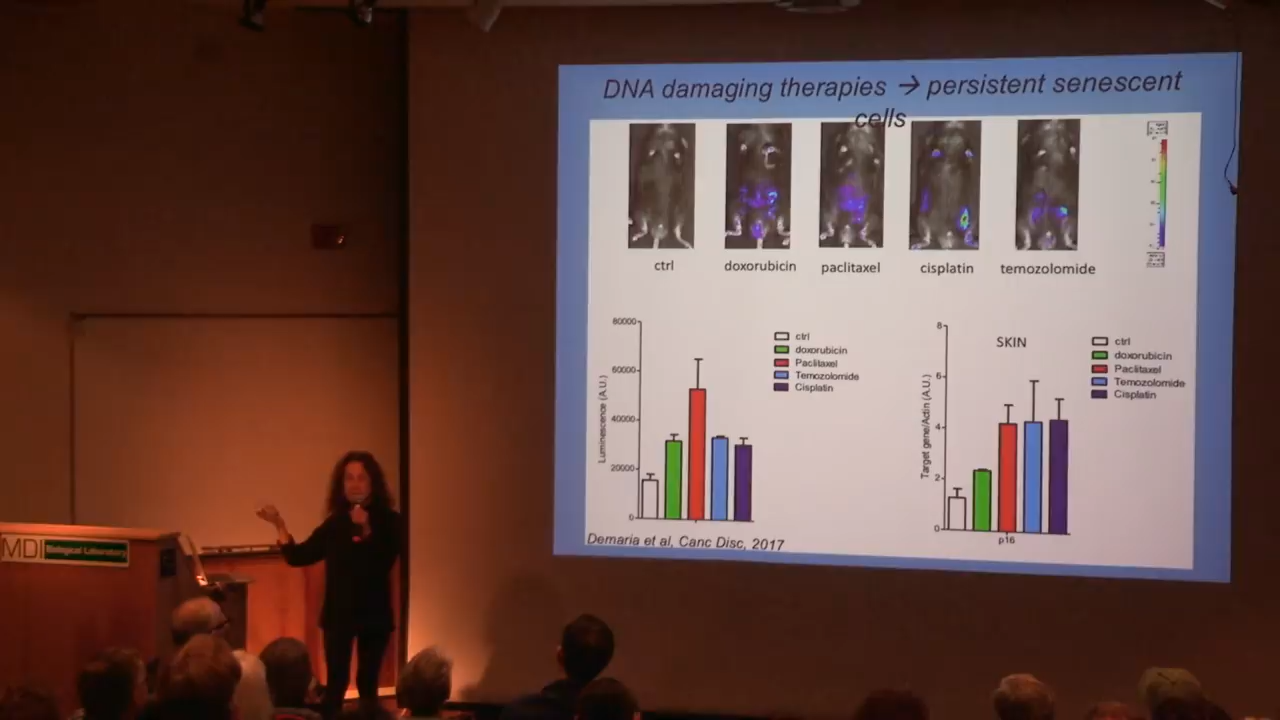 DNA damaging therapies → persistent senescent
cells
ctrl
doxorubicin
paclitaxel
cisplatin
temozolomide
80000
60000
40000
20000
0
Luminescence (A.U.)
ctrl
doxorubicin
Paclitaxel
Temozolomide
Cisplatin
8
6
4
2
0
Target gene/Actin (A.U.)
SKIN
p16
ctrl
doxorubicin
Paclitaxel
Temozolomide
Cisplatin
Demaria et al, Canc Disc, 2017
MDI Biological Laboratory